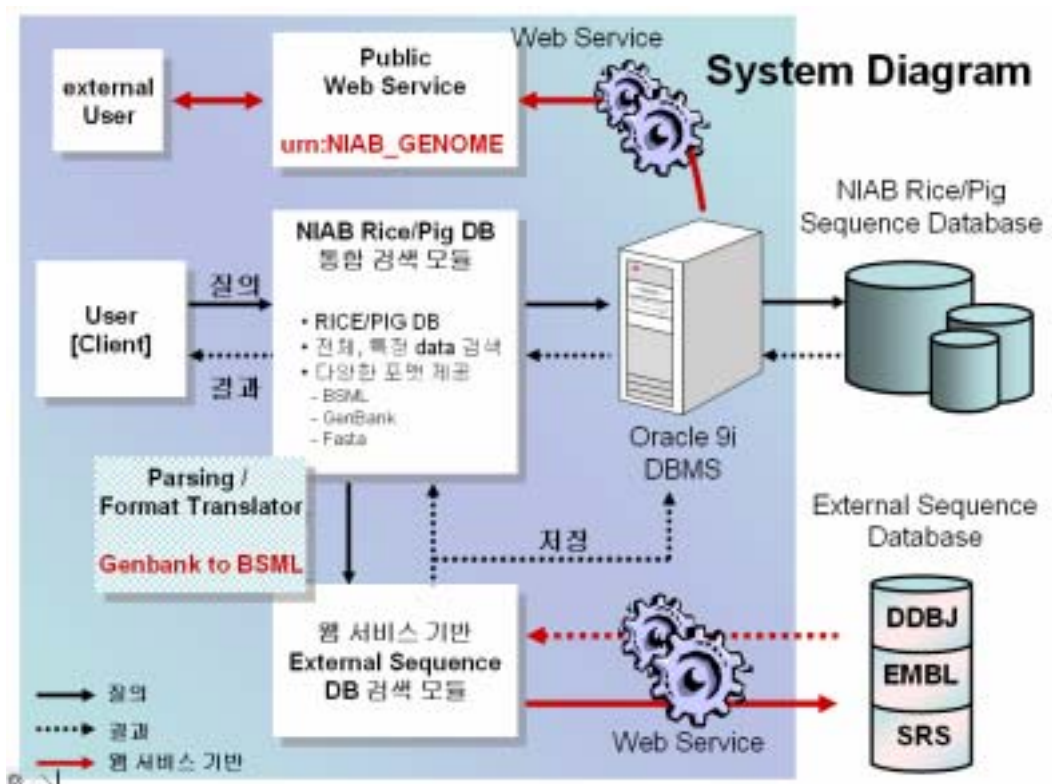 System Diagram
Web Service
external
User
Public
Web Service
urn:NIAB_GENOME
NIAB Rice/Pig
Sequence Database
User
[Client]
질의
결과
NIAB Rice/Pig DB
통합 검색 모듈
• RICE/PIG DB
• 전체, 특정 data 검색
• 다양한 포맷 제공
– BSML
– GenBank
– Fasta
Oracle 9i
DBMS
Parsing /
Format Translator
Genbank to BSML
저장
External Sequence
Database
DDBJ
EMBL
SRS
웹 서비스 기반
External Sequence
DB 검색 모듈
Web Service
질의
결과
웹 서비스 기반